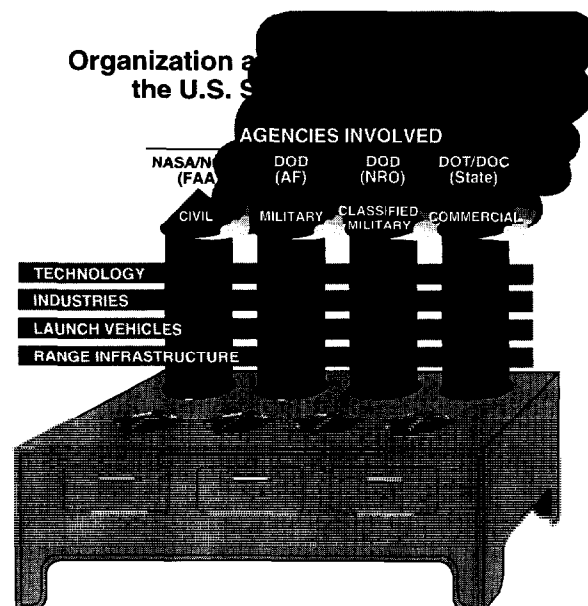 Organization a
the U.S. S
AGENCIES INVOLVED
NASA/NO DOD DOD DOT/DOC
(FAA) (AF) (NRO) (State)
CIVIL MILITARY CLASSIFIED MILITARY COMMERCIAL
TECHNOLOGY
INDUSTRIES
LAUNCH VEHICLES
RANGE INFRASTRUCTURE